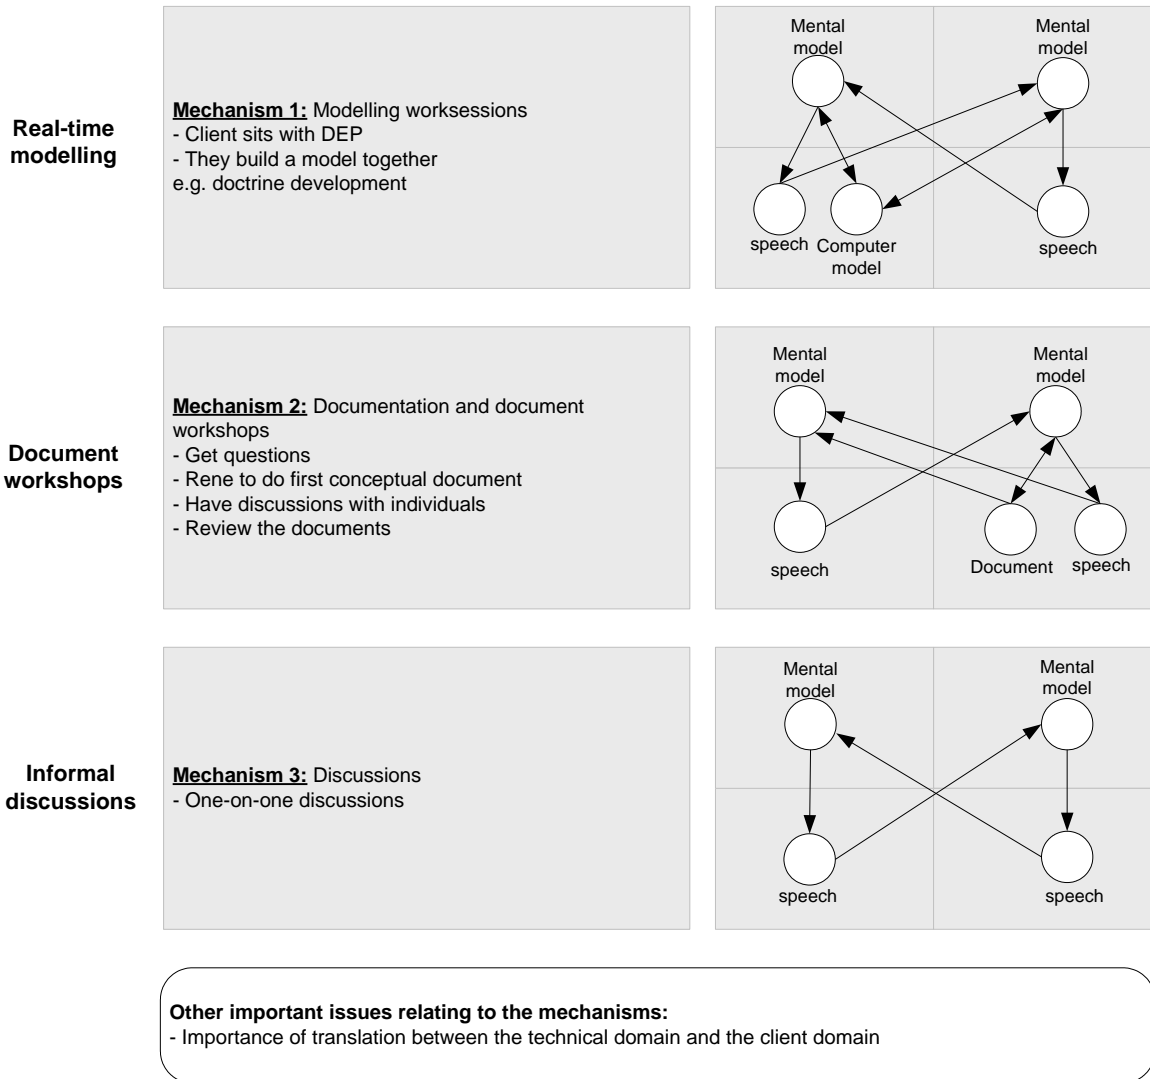 Real-time
modelling
Mechanism 1: Modelling worksessions
- Client sits with DEP
- They build a model together
e.g. doctrine development
Mental
model
Mental
model
speech
Computer
model
speech
Document
workshops
Mechanism 2: Documentation and document
workshops
- Get questions
- Rene to do first conceptual document
- Have discussions with individuals
- Review the documents
Mental
model
Mental
model
speech
Document
speech
Informal
discussions
Mechanism 3: Discussions
- One-on-one discussions
Mental
model
Mental
model
speech
speech
Other important issues relating to the mechanisms:
- Importance of translation between the technical domain and the client domain